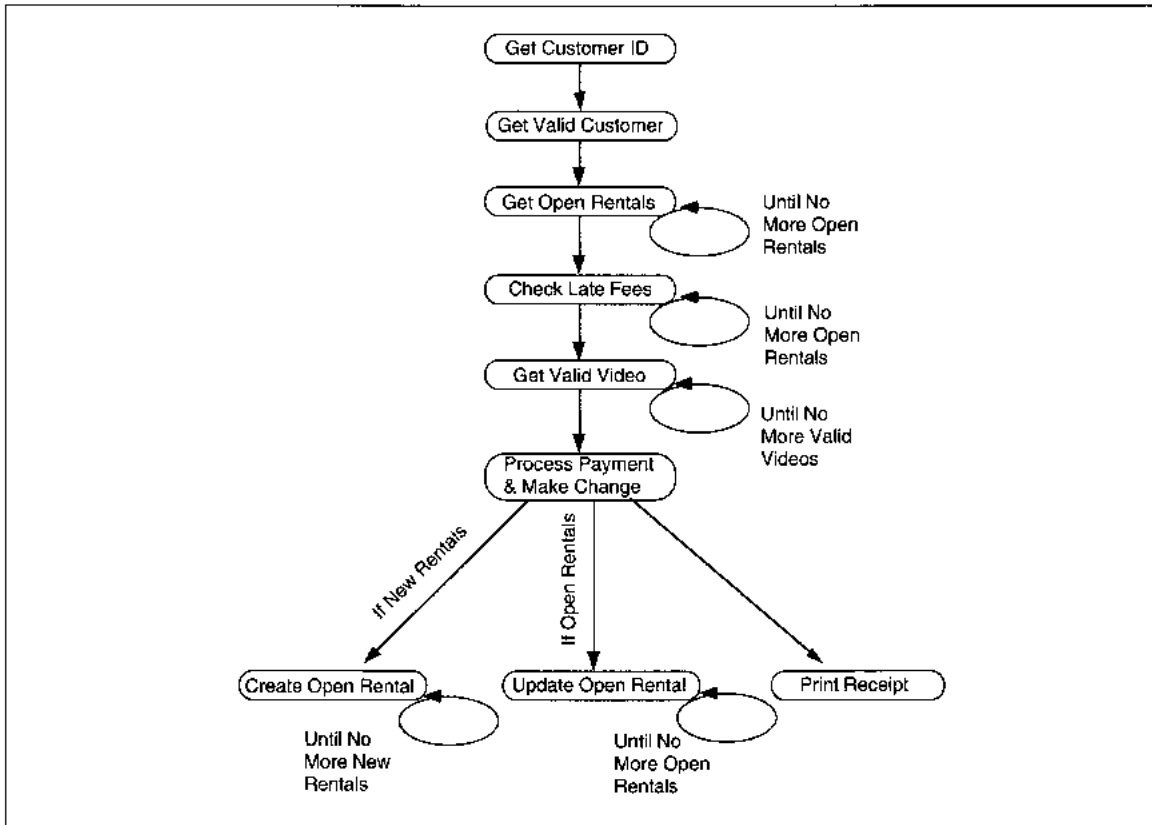 Get Customer ID
Get Valid Customer
Get Open Rentals
Until No
More Open
Rentals
Check Late Fees
Until No
More Open
Rentals
Get Valid Video
Until No
More Valid
Videos
Process Payment
& Make Change
If New Rentals
If Open Rentals
Create Open Rental
Until No
More New
Rentals
Update Open Rental
Until No
More Open
Rentals
Print Receipt